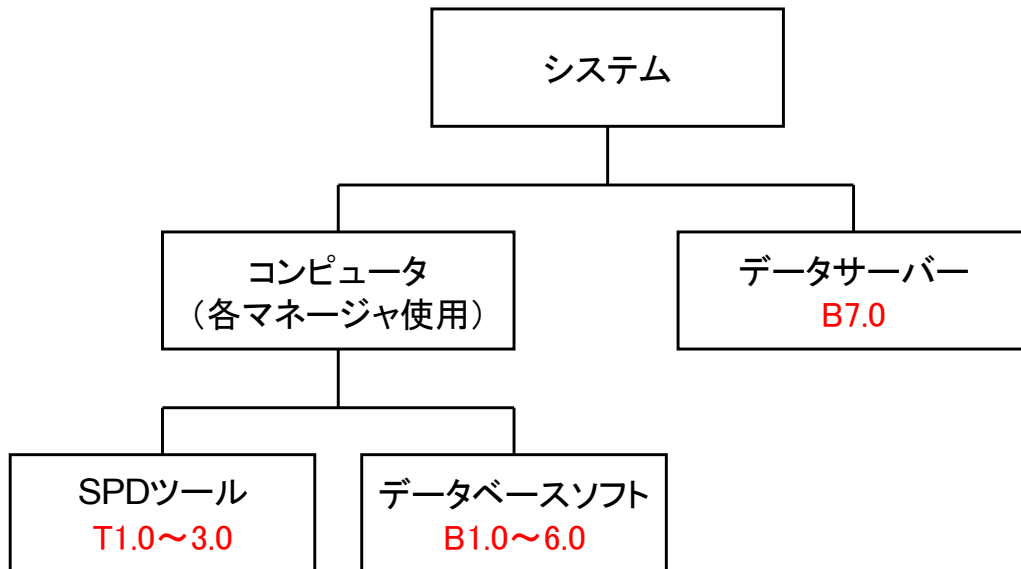 システム
コンピュータ
（各マネージャ使用）
データサーバー
B7.0
SPDツール
T1.0～3.0
データベースソフト
B1.0～6.0